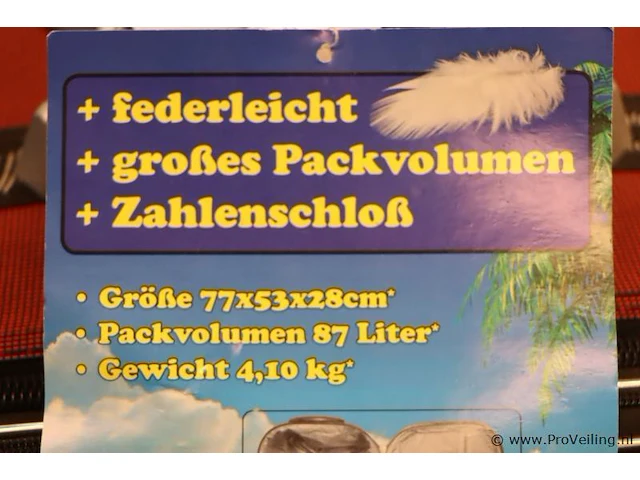 + federleicht
+ großes Packvolumen
+ Zahlenschloß
• Größe 77x53x28cm*
• Packvolumen 87 Liter*
• Gewicht 4,10 kg*
© www.ProVeiling.nl